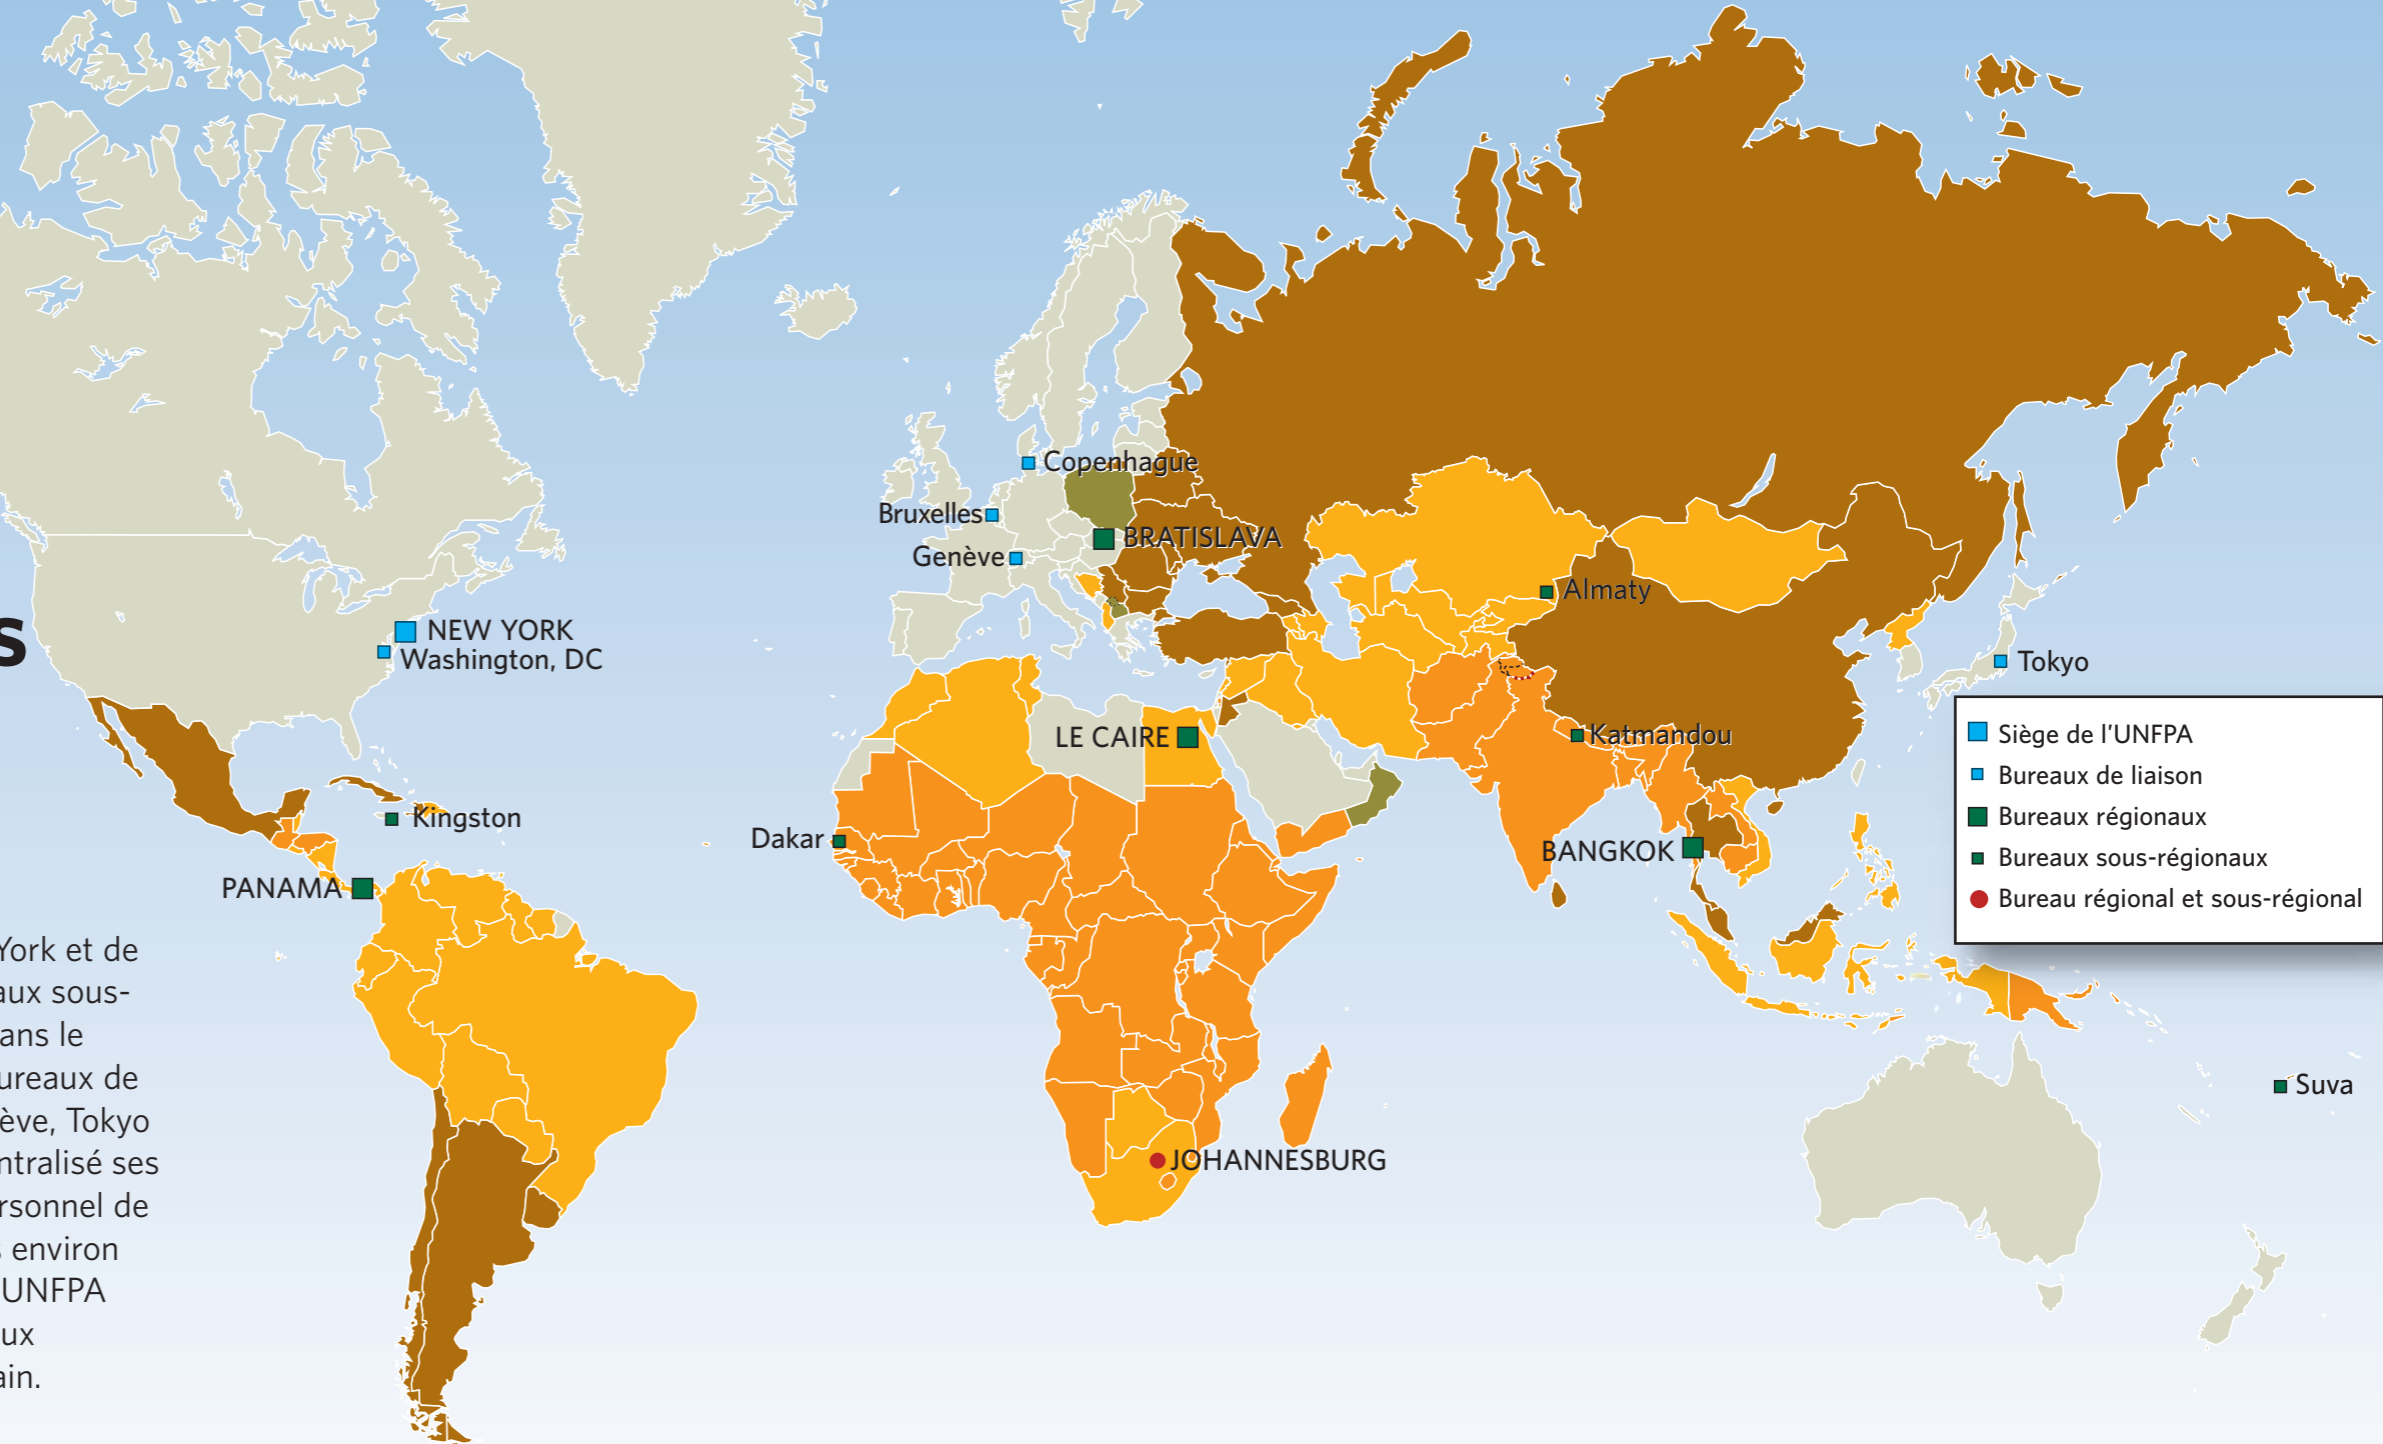 s
Copenhague
Bruxelles
BRATISLAVA
Genève
Almaty
NEW YORK
Washington, DC
Tokyo
LE CAIRE
Katmandou
Siège de l'UNFPA
Bureaux de liaison
Bureaux régionaux
Bureaux sous-régionaux
Bureau régional et sous-régional
Kingston
Dakar
BANGKOK
PANAMA
York et de
aux sous-
ans le
ureaux de
ève, Tokyo
ntralisé ses
rsonnel de
s environ
UNFPA
ux
ain.
Suva
JOHANNESBURG